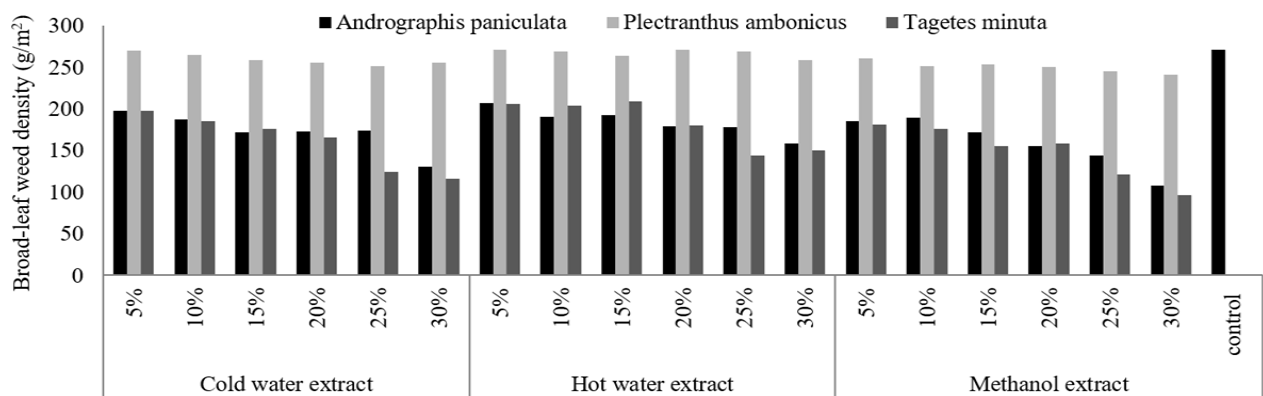 Andrographis paniculata Plectranthus ambonicus Tagetes minuta
Broad-leaf weed density (g/m²)
300
250
200
150
100
50
0
5% 10% 15% 20% 25% 30% 5% 10% 15% 20% 25% 30% 5% 10% 15% 20% 25% 30% control
Cold water extract Hot water extract Methanol extract